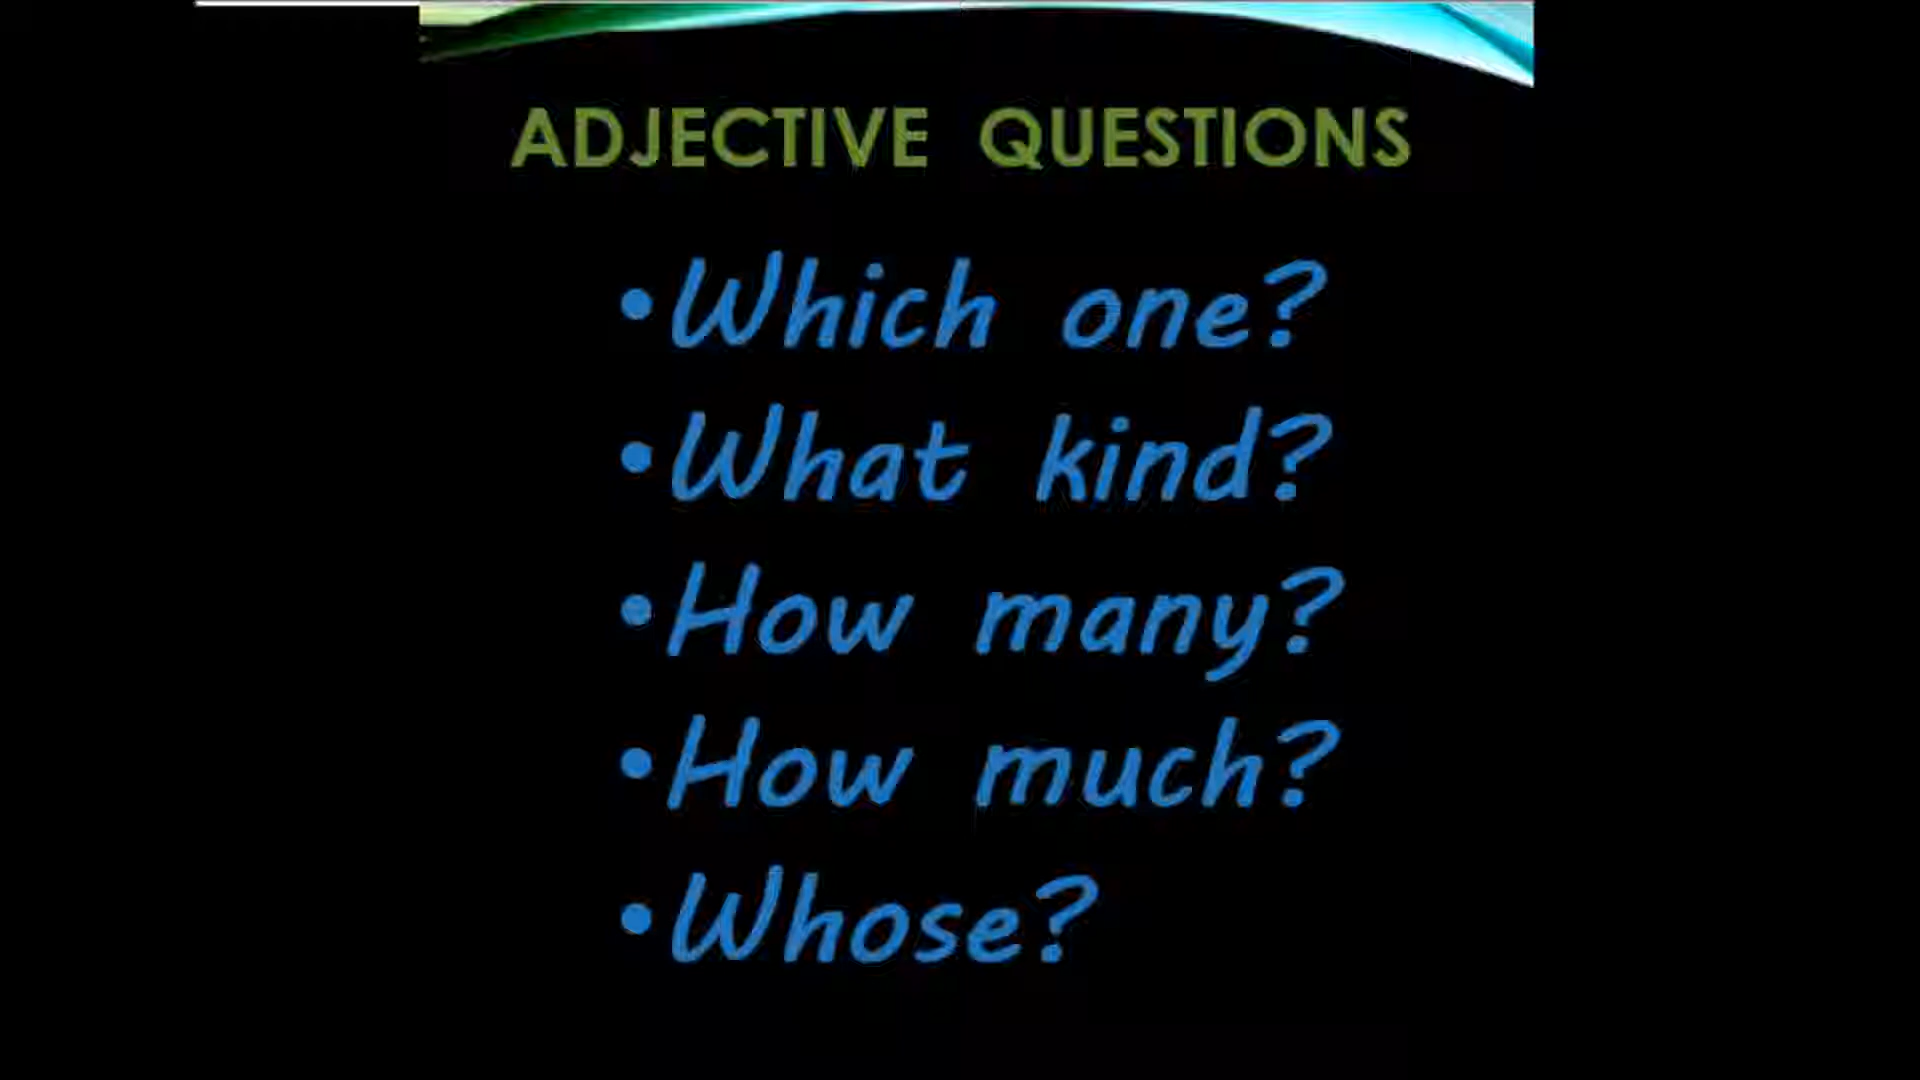 ADJECTIVE QUESTIONS
•Which one?
•What kind?
•How many?
•How much?
•Whose?